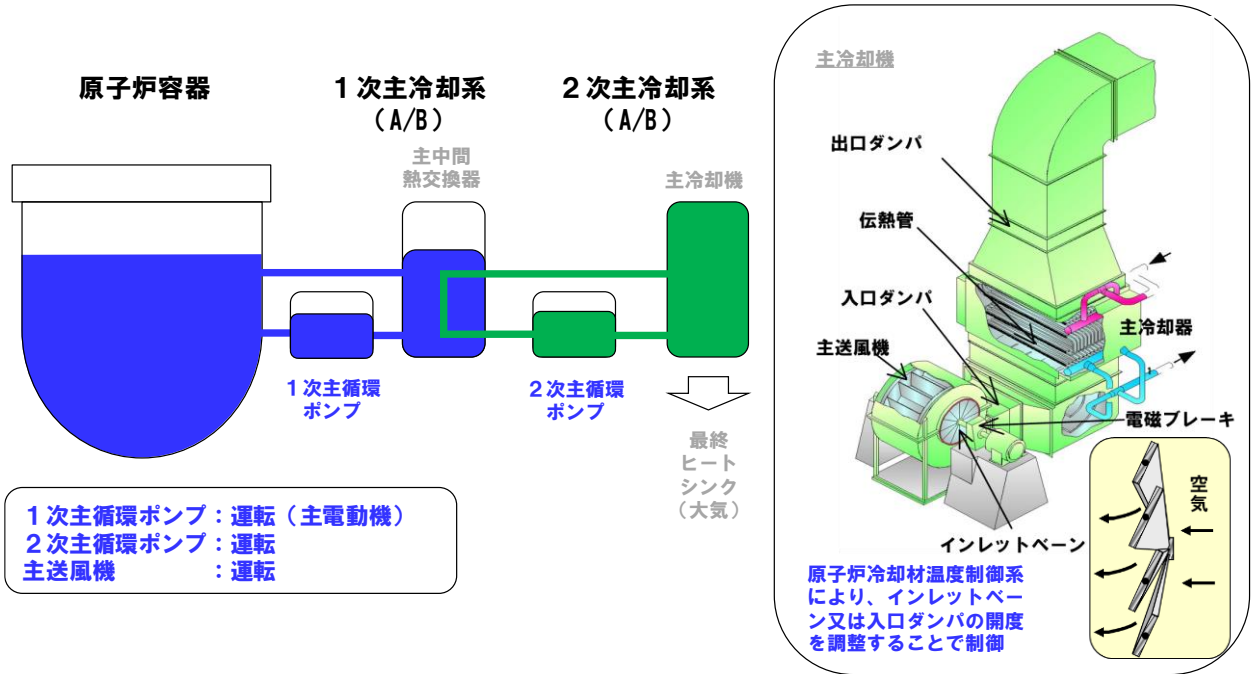 原子炉容器
１次主冷却系
（A/B）
２次主冷却系
（A/B）
主中間
熱交換器
主冷却機
１次主循環
ポンプ
２次主循環
ポンプ
最終
ヒート
シンク
（大気）
１次主循環ポンプ：運転（主電動機）
２次主循環ポンプ：運転
主送風機　　　　：運転
主冷却機
出口ダンパ
伝熱管
入口ダンパ
主冷却器
主送風機
電磁ブレーキ
インレットベーン
空気
原子炉冷却材温度制御系
により、インレットベー
ン又は入口ダンパの開度
を調整することで制御